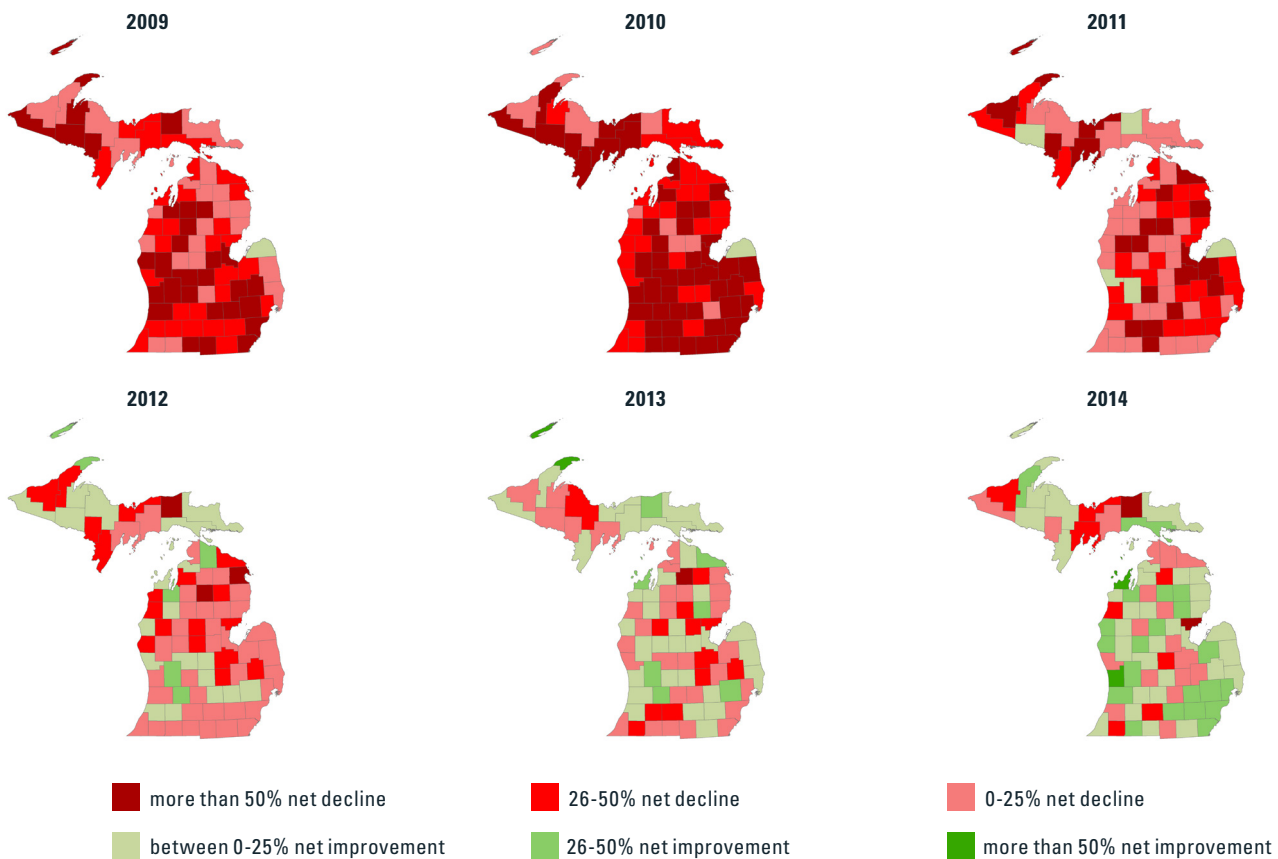 2009
2010
2011
2012
2013
2014
more than 50% net decline
26-50% net decline
0-25% net decline
between 0-25% net improvement
26-50% net improvement
more than 50% net improvement